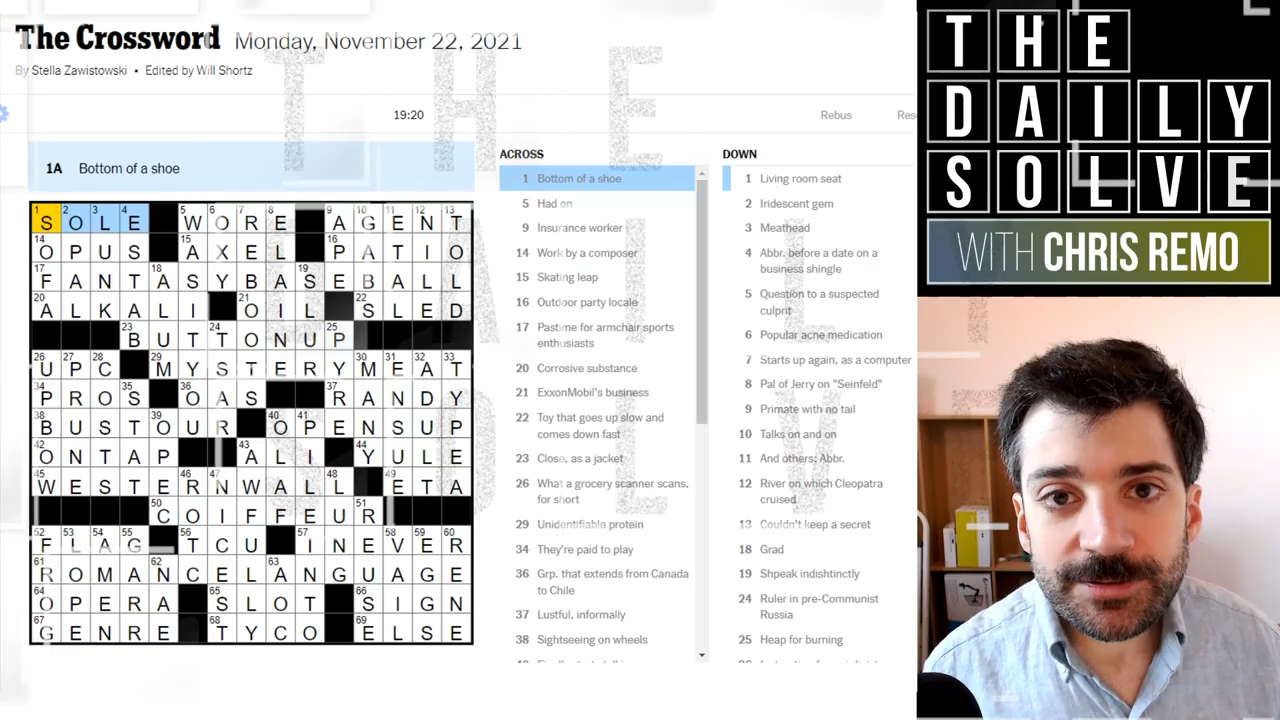 The Crossword Monday, November 22, 2021
By Stella Zawistowski • Edited by Will Shortz
19:20
Rebus
1A Bottom of a shoe
SOLE WORE AGENT
OPUS AXEL PATIO
FANTASYBASEBALL
ALKALI OIL SLED
BUTTONUP
UPC MYSTERYMEAT
PROS OAS RANDY
BUSTOUR OPENSUP
ONTAP ALI YULE
WESTERNWALL ETA
COIFFEUR
FLAG TCU INEVER
ROMANCELANGUAGE
OPERA SLOT SIGN
GENRE TYCO ELSE
ACROSS
1 Bottom of a shoe
5 Had on
9 Insurance worker
14 Work by a composer
15 Skating leap
16 Outdoor party locale
17 Pastime for armchair sports
enthusiasts
20 Corrosive substance
21 ExxonMobil's business
22 Toy that goes up slow and
comes down fast
23 Close, as a jacket
26 What a grocery scanner scans,
for short
29 Unidentifiable protein
34 They're paid to play
36 Grp. that extends from Canada
to Chile
37 Lustful, informally
38 Sightseeing on wheels
DOWN
1 Living room seat
2 Iridescent gem
3 Meathead
4 Abbr. before a date on a
business shingle
5 Question to a suspected
culprit
6 Popular acne medication
7 Starts up again, as a computer
8 Pal of Jerry on "Seinfeld"
9 Primate with no tail
10 Talks on and on
11 And others: Abbr.
12 River on which Cleopatra
cruised
13 Couldn't keep a secret
18 Grad
19 Shpeak indishtinctly
24 Ruler in pre-Communist
Russia
25 Heap for burning
THE
DAILY
SOLVE
WITH CHRIS REMO